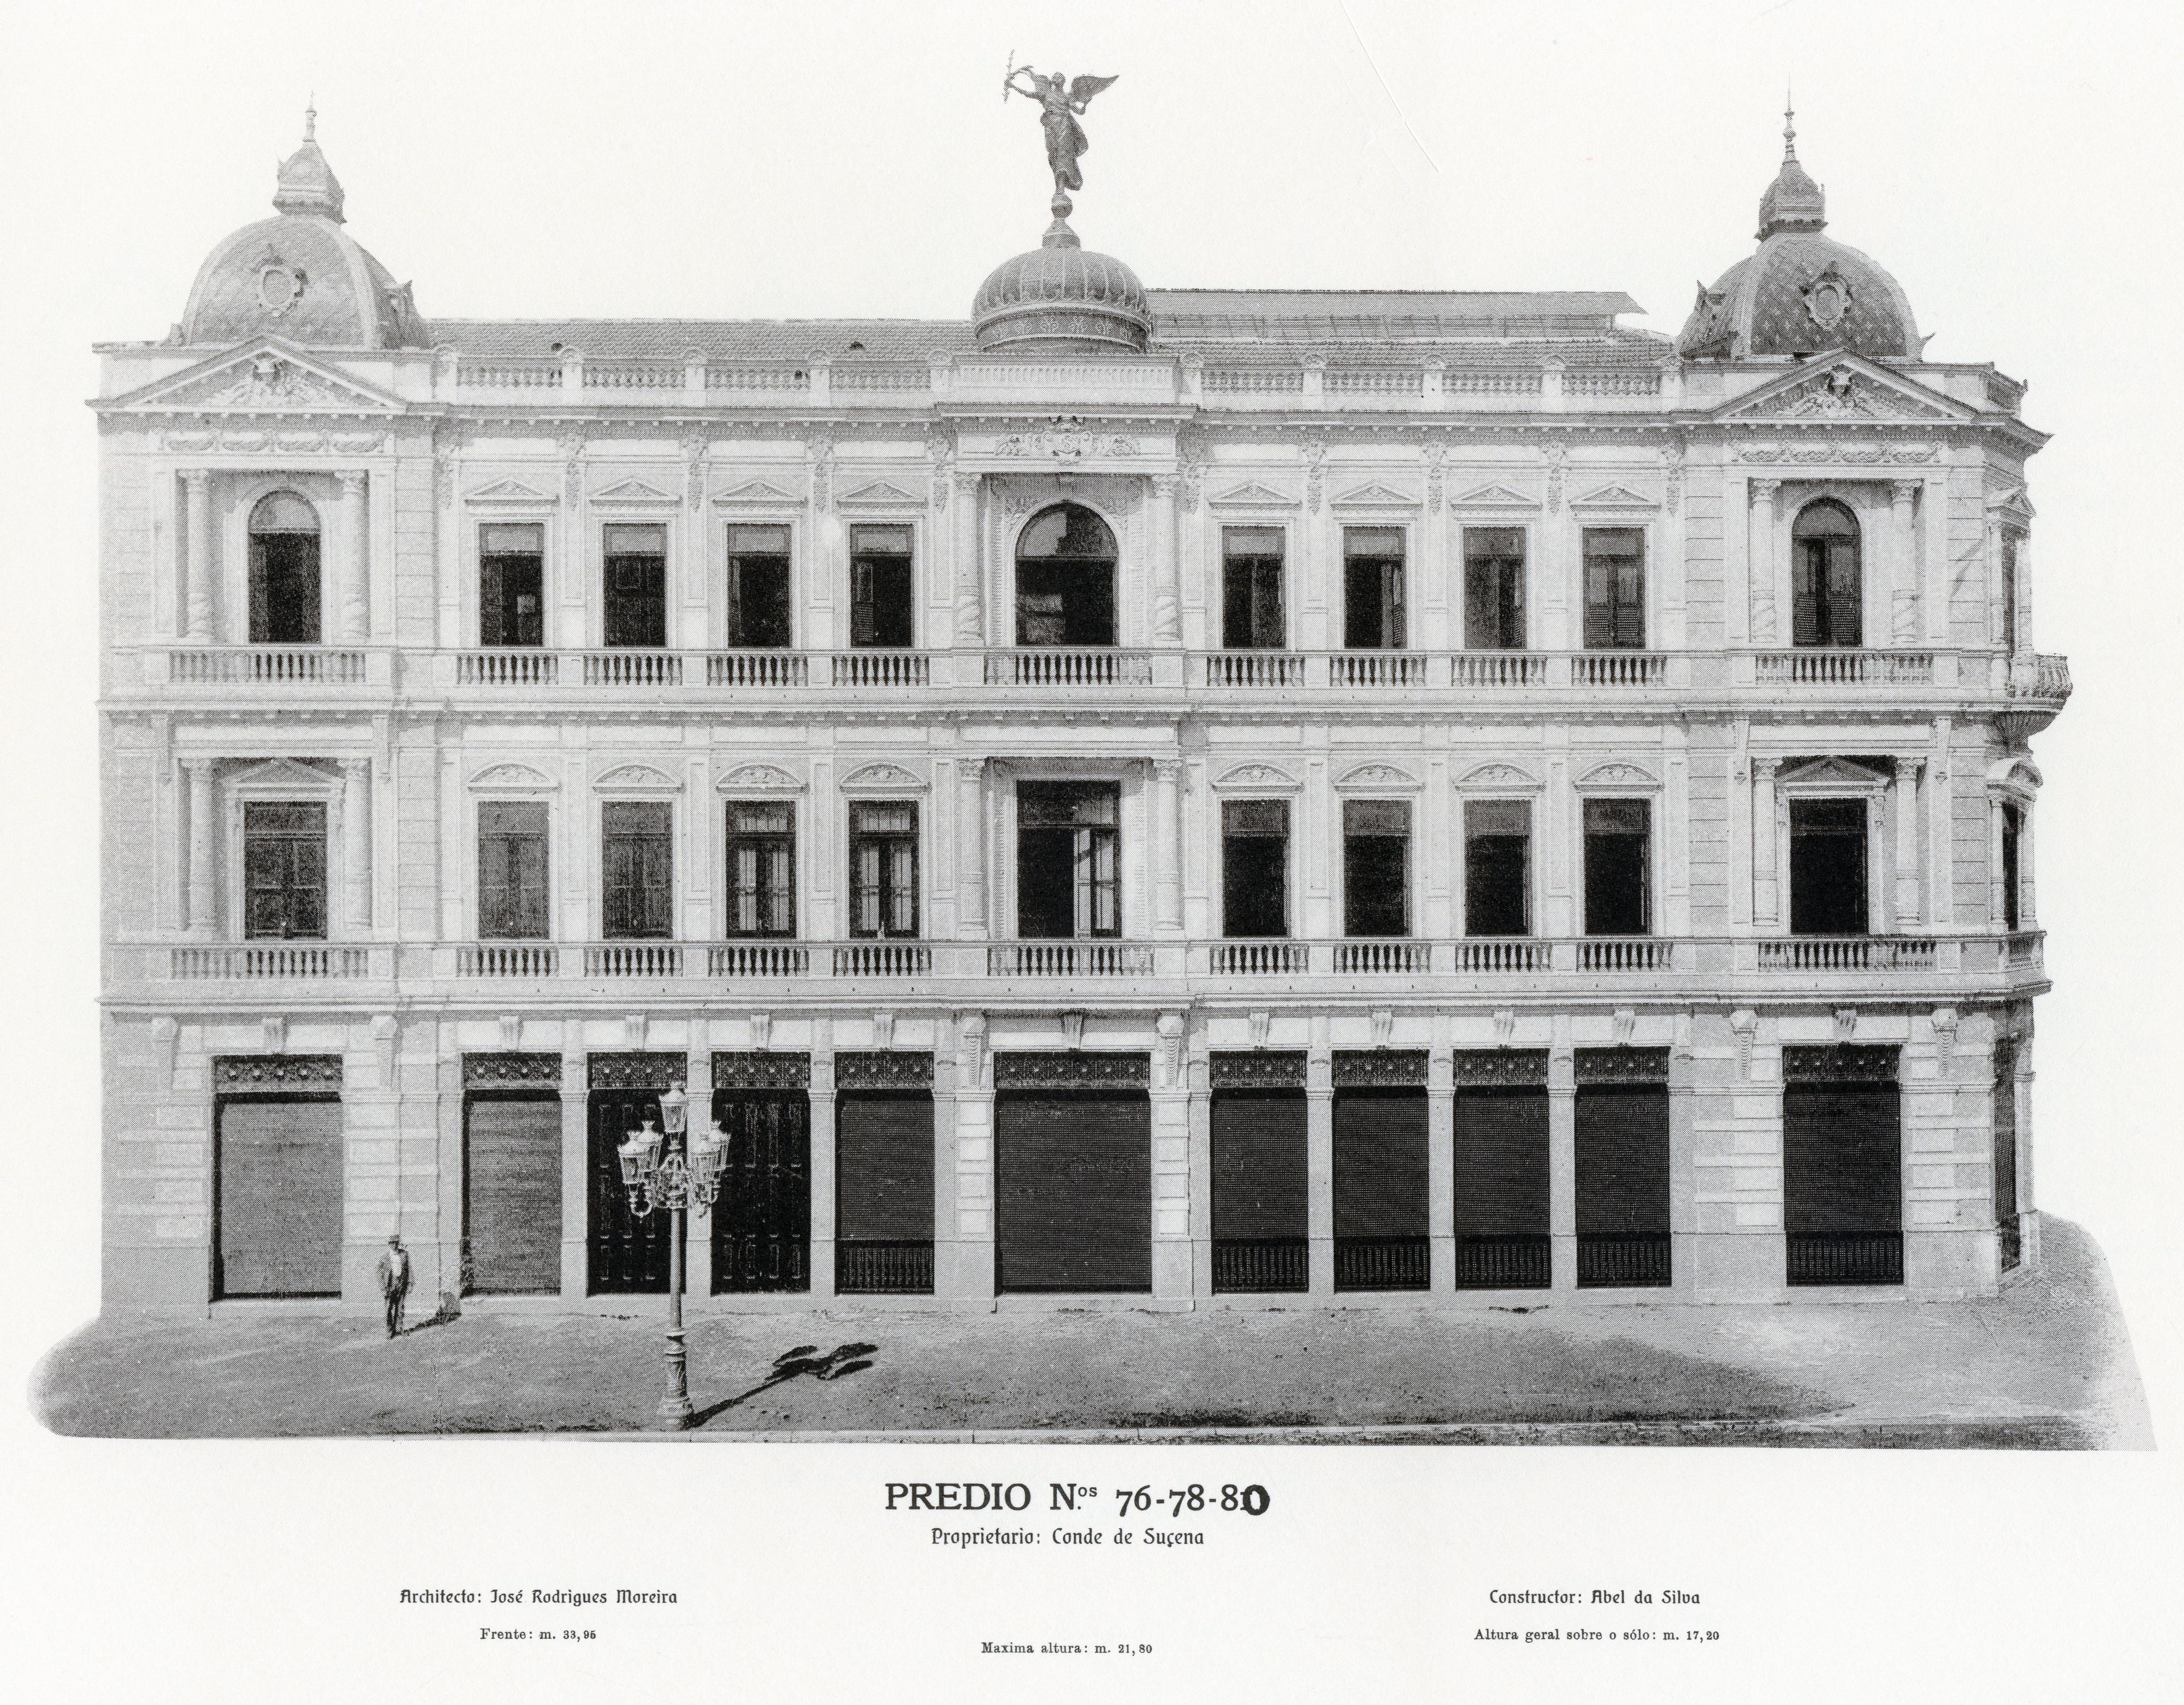 PREDIO N.os 76-78-80
Proprietario: Conde de Suçena
Architecto: José Rodrigues Moreira
Constructor: Abel da Silva
Frente: m. 33,95
Altura geral sobre o sólo: m. 17,20
Maxima altura: m. 21,80